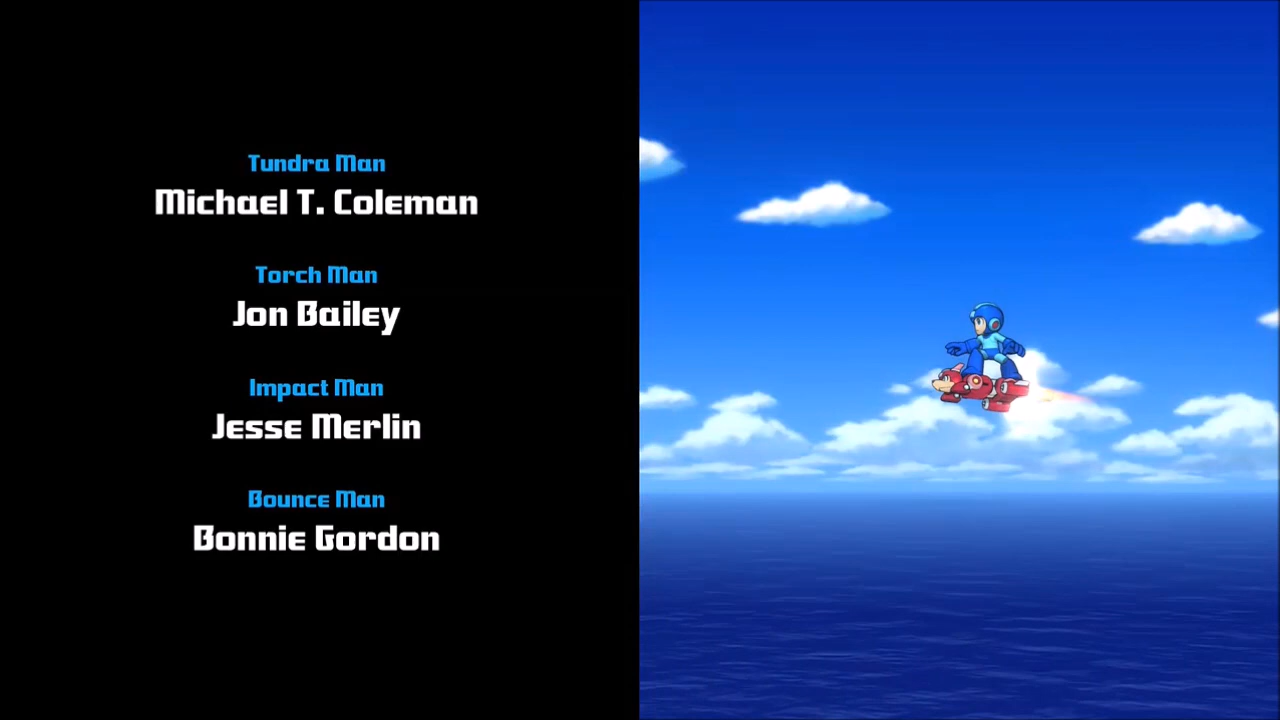 Tundra Man
Michael T. Coleman
Torch Man
Jon Bailey
Impact Man
Jesse Merlin
Bounce Man
Bonnie Gordon